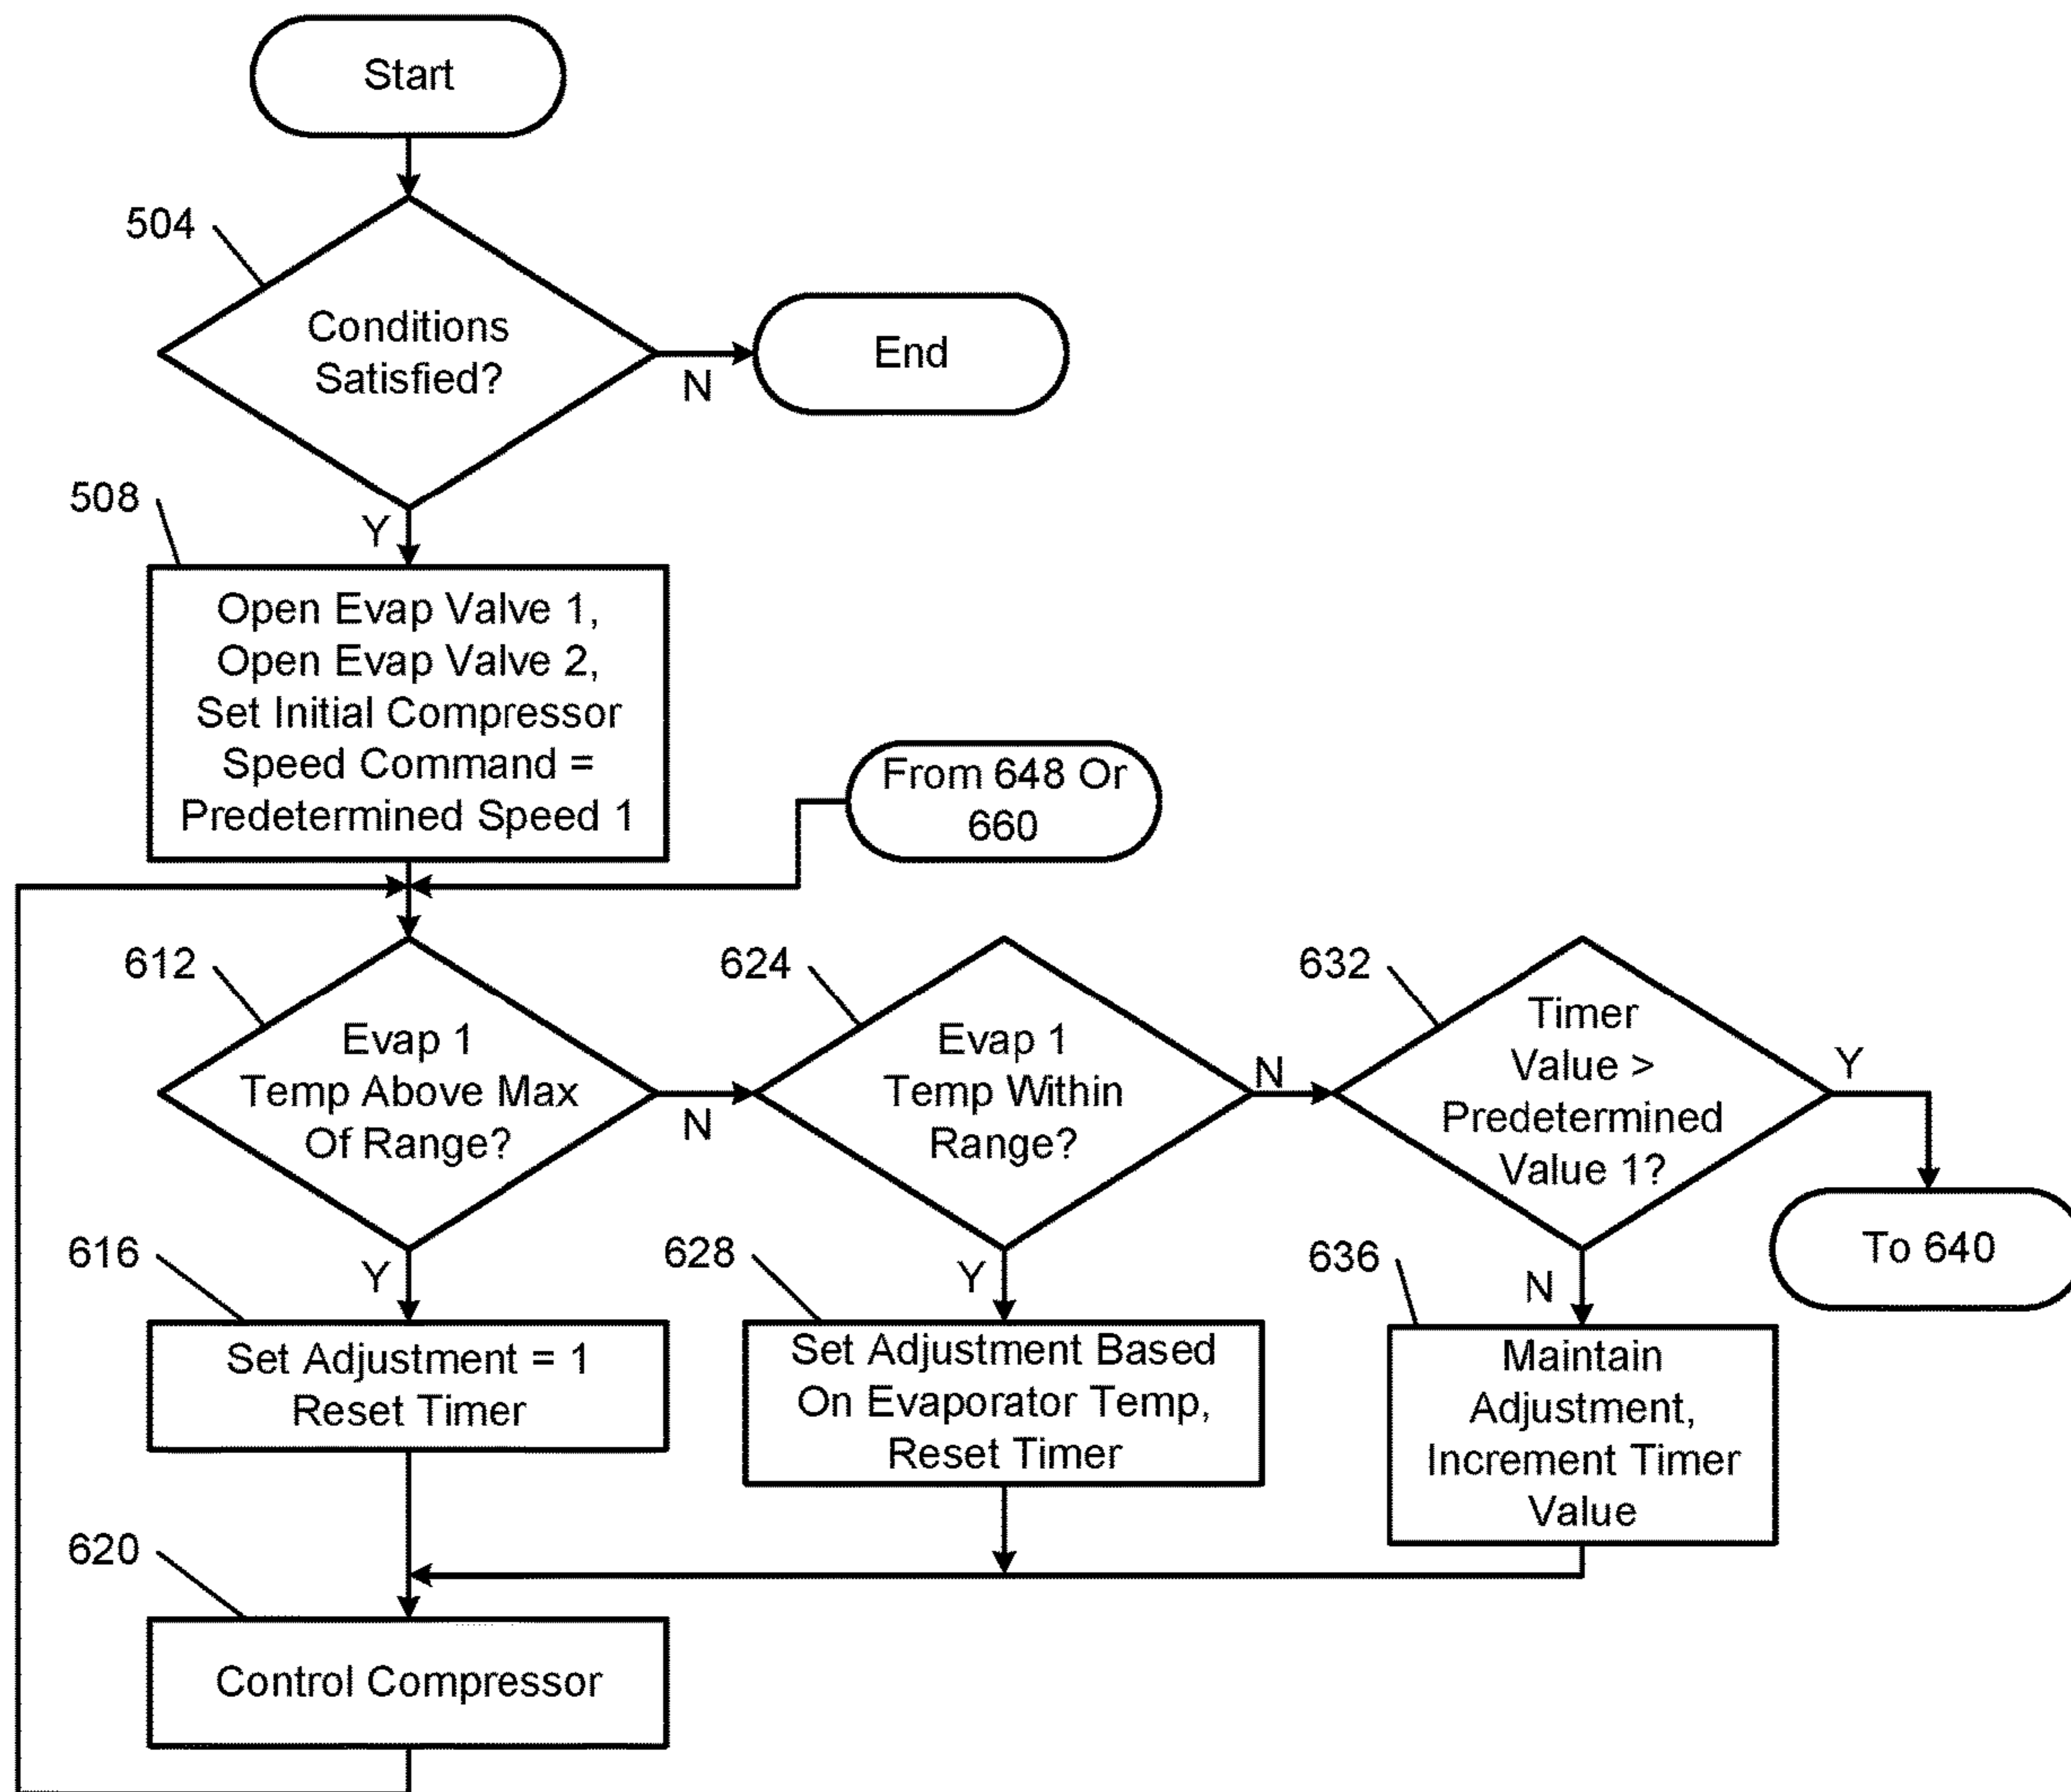 Start
504
Conditions
Satisfied?
N
End
Y
508
Open Evap Valve 1,
Open Evap Valve 2,
Set Initial Compressor
Speed Command =
Predetermined Speed 1
From 648 Or
660
612
Evap 1
Temp Above Max
Of Range?
N
Y
624
Evap 1
Temp Within
Range?
N
Y
632
Timer
Value >
Predetermined
Value 1?
Y
N
To 640
616
Set Adjustment = 1
Reset Timer
628
Set Adjustment Based
On Evaporator Temp,
Reset Timer
636
Maintain
Adjustment,
Increment Timer
Value
620
Control Compressor